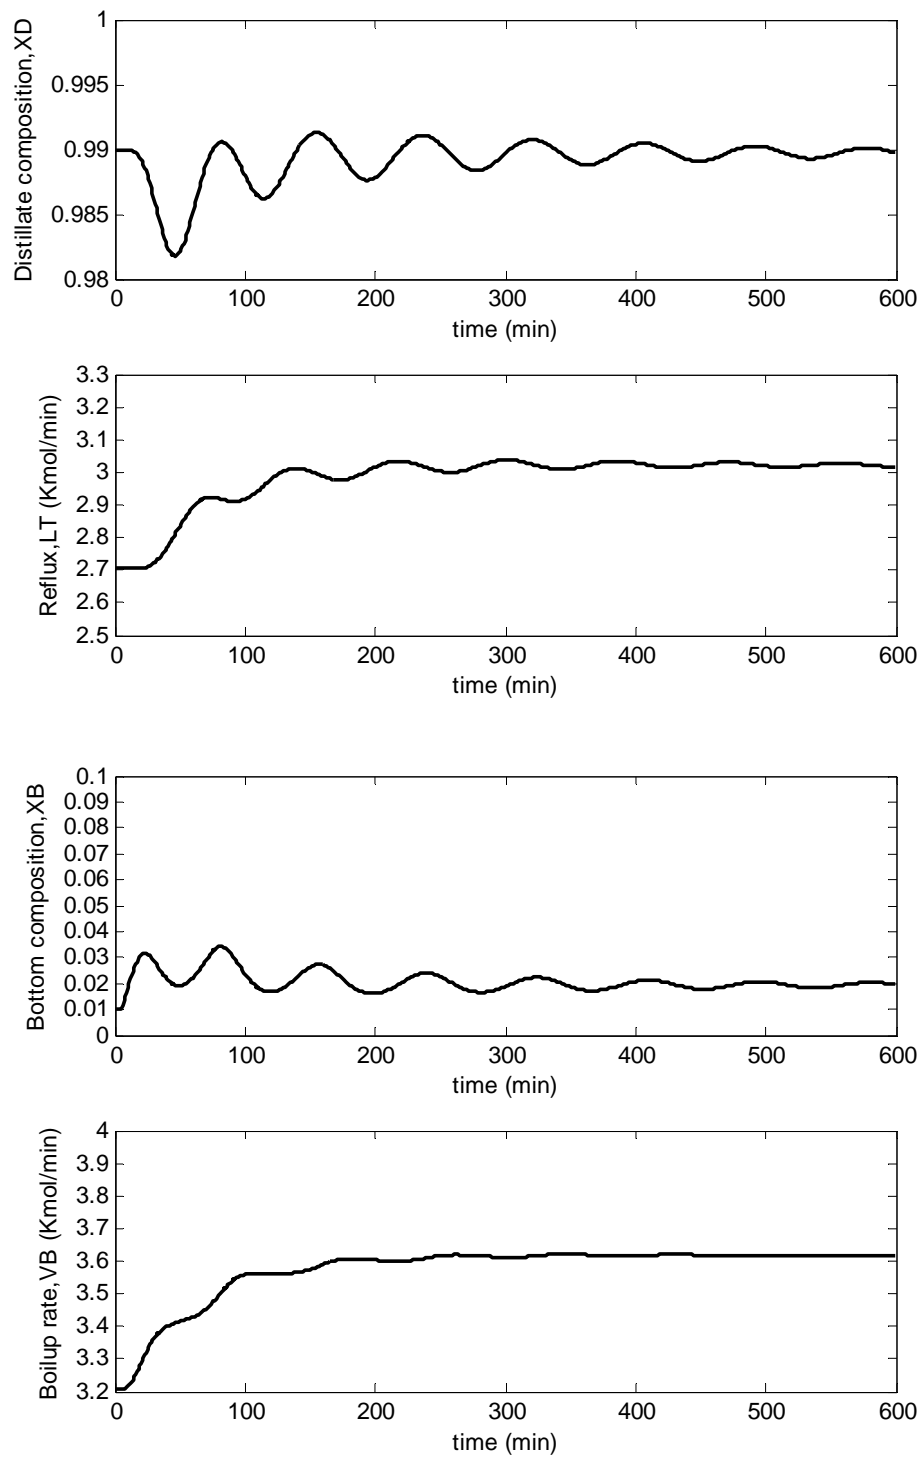 Distillate composition,XD
1
0.995
0.99
0.985
0.98
0 100 200 300 400 500 600
time (min)
Reflux,LT (Kmol/min)
3.3
3.2
3.1
3
2.9
2.8
2.7
2.6
2.5
0 100 200 300 400 500 600
time (min)
Bottom composition,XB
0.1
0.09
0.08
0.07
0.06
0.05
0.04
0.03
0.02
0.01
0
0 100 200 300 400 500 600
time (min)
Boilup rate,VB (Kmol/min)
4
3.9
3.8
3.7
3.6
3.5
3.4
3.3
3.2
0 100 200 300 400 500 600
time (min)